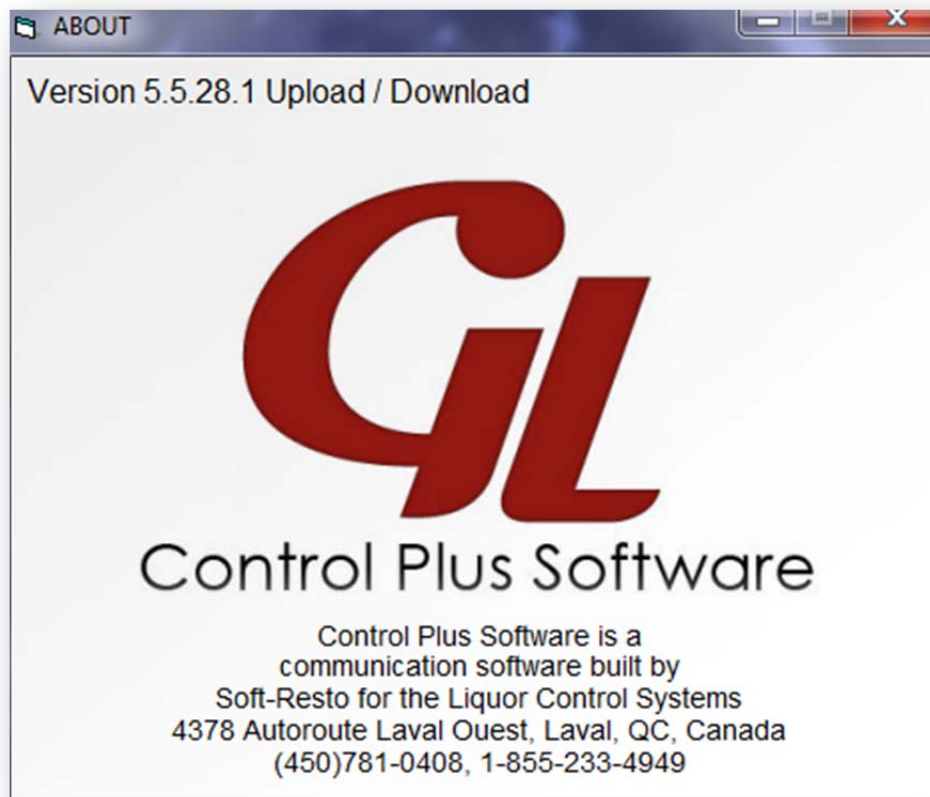 ABOUT
Version 5.5.28.1 Upload / Download
GL
Control Plus Software
Control Plus Software is a
communication software built by
Soft-Resto for the Liquor Control Systems
4378 Autoroute Laval Ouest, Laval, QC, Canada
(450)781-0408, 1-855-233-4949